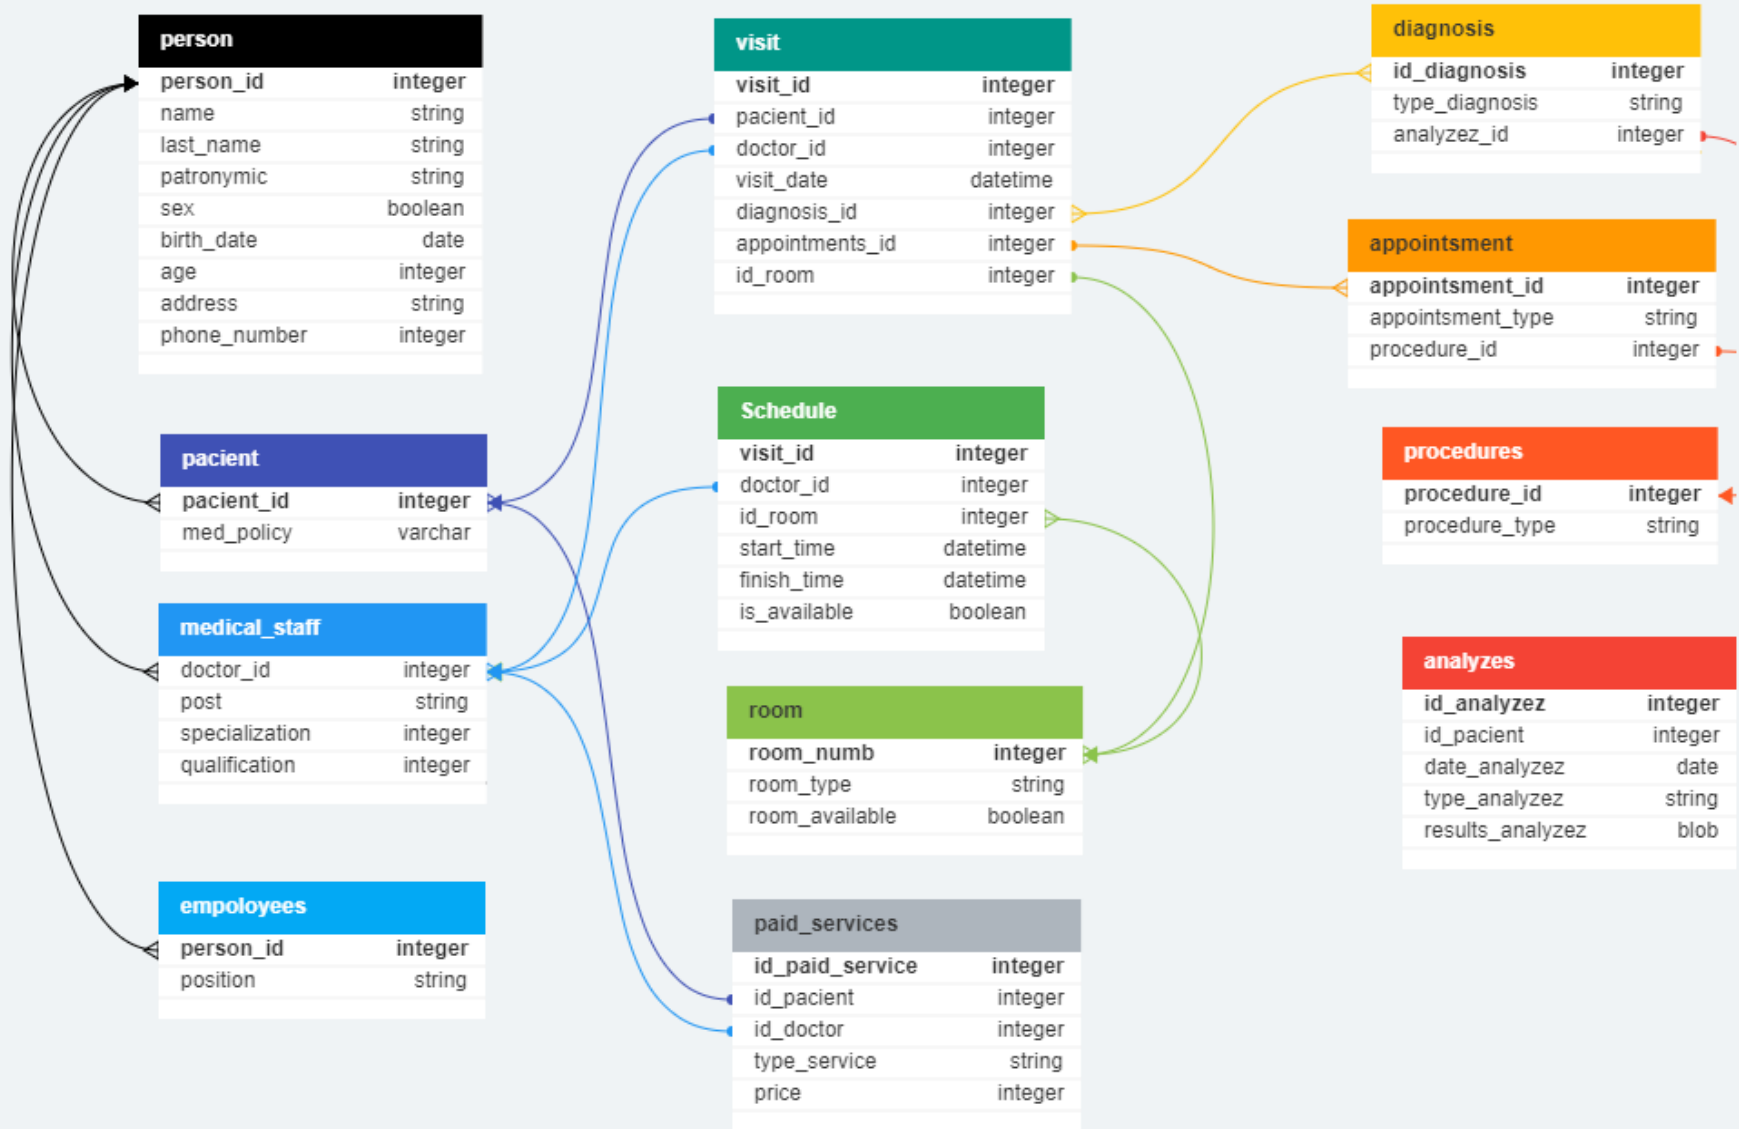 person
person_id integer
name string
last_name string
patronymic string
sex boolean
birth_date date
age integer
address string
phone_number integer
pacient
pacient_id integer
med_policy varchar
medical_staff
doctor_id integer
post string
specialization integer
qualification integer
empoloyees
person_id integer
position string
visit
visit_id integer
pacient_id integer
doctor_id integer
visit_date datetime
diagnosis_id integer
appointments_id integer
id_room integer
Schedule
visit_id integer
doctor_id integer
id_room integer
start_time datetime
finish_time datetime
is_available boolean
room
room_numb integer
room_type string
room_available boolean
paid_services
id_paid_service integer
id_pacient integer
id_doctor integer
type_service string
price integer
diagnosis
id_diagnosis integer
type_diagnosis string
analyzez_id integer
appointsment
appointsment_id integer
appointsment_type string
procedure_id integer
procedures
procedure_id integer
procedure_type string
analyzes
id_analyzez integer
id_pacient integer
date_analyzez date
type_analyzez string
results_analyzez blob